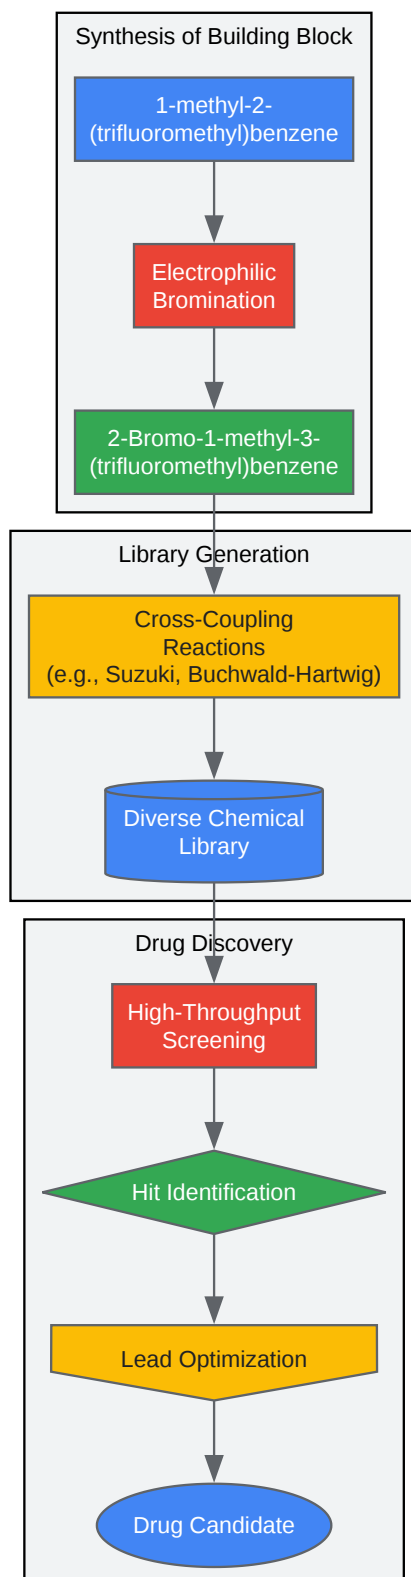 Synthesis of Building Block
1-methyl-2-
(trifluoromethyl)benzene
Electrophilic
Bromination
2-Bromo-1-methyl-3-
(trifluoromethyl)benzene
Library Generation
Cross-Coupling
Reactions
(e.g., Suzuki, Buchwald-Hartwig)
Diverse Chemical
Library
Drug Discovery
High-Throughput
Screening
Hit Identification
Lead Optimization
Drug Candidate